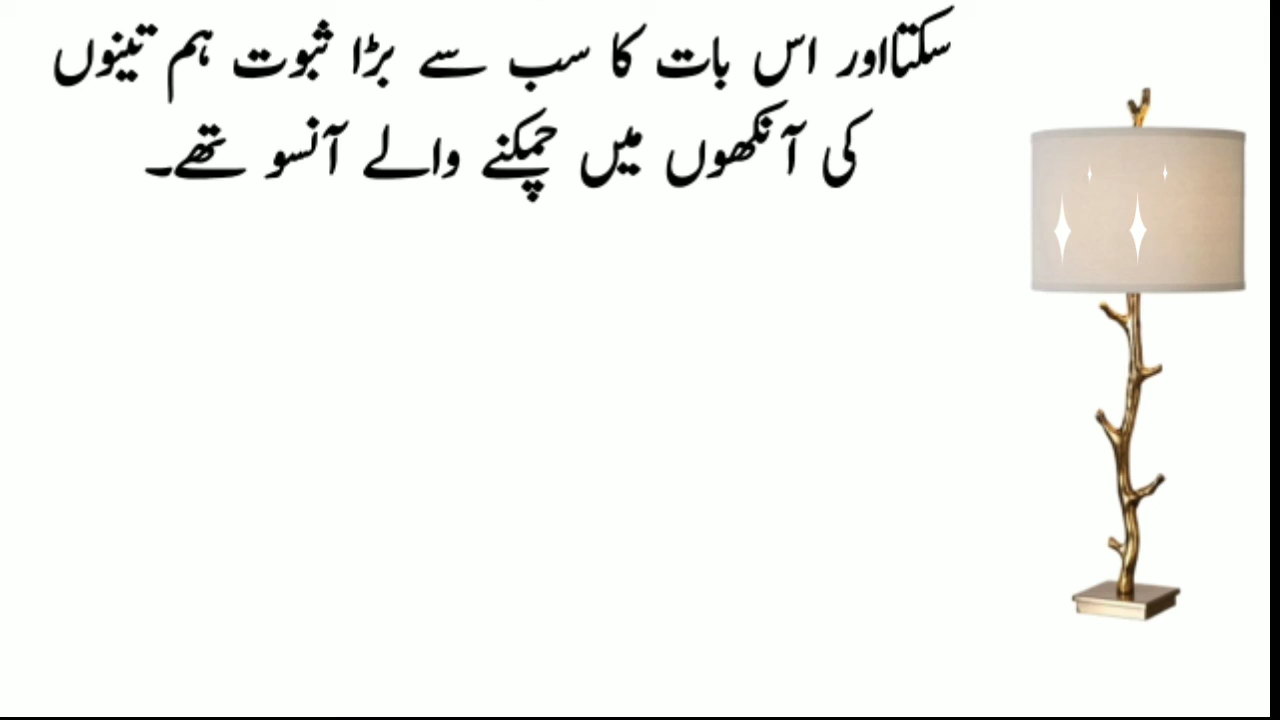 سکتااور اس بات کا سب سے بڑا ثبوت ہم تینوں
کی آنکھوں میں چمکنے والے آنسو تھے۔